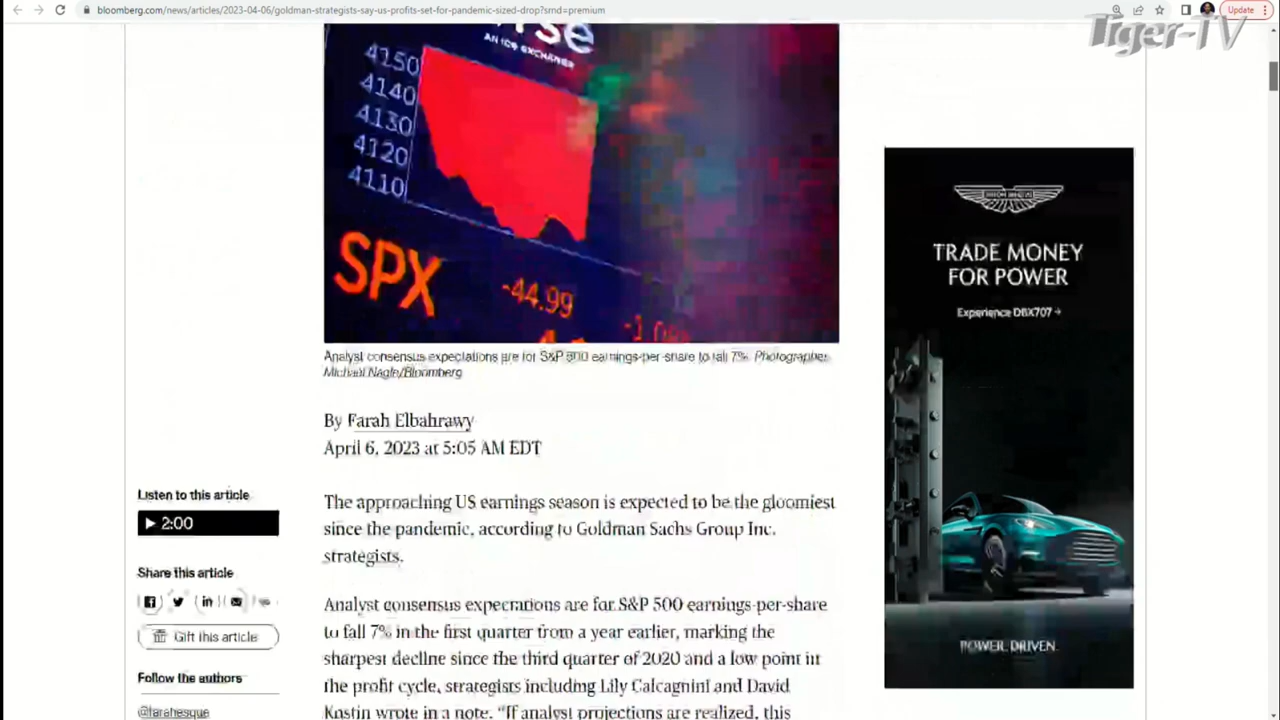 bloomberg.com/news/articles/2023-04-06/goldman-strategists-say-us-profits-set-for-pandemic-sized-drop?srnd=premium
Update
Tiger-TV
AN ICE EXCHANGE
4150
4140
4130
4120
4110
SPX
-44.99
Analyst consensus expectations are for S&P 500 earnings-per-share to fall 7%. Photographer:
Michael Nagle/Bloomberg
By Farah Elbahrawy
April 6, 2023 at 5:05 AM EDT
Listen to this article
2:00
Share this article
Gift this article
Follow the authors
@farahesque
The approaching US earnings season is expected to be the gloomiest
since the pandemic, according to Goldman Sachs Group Inc.
strategists.
Analyst consensus expectations are for S&P 500 earnings-per-share
to fall 7% in the first quarter from a year earlier, marking the
sharpest decline since the third quarter of 2020 and a low point in
the profit cycle, strategists including Lily Calcagnini and David
Kostin wrote in a note. “If analyst projections are realized, this
ASTON MARTIN
TRADE MONEY
FOR POWER
Experience DBX707
POWER. DRIVEN.